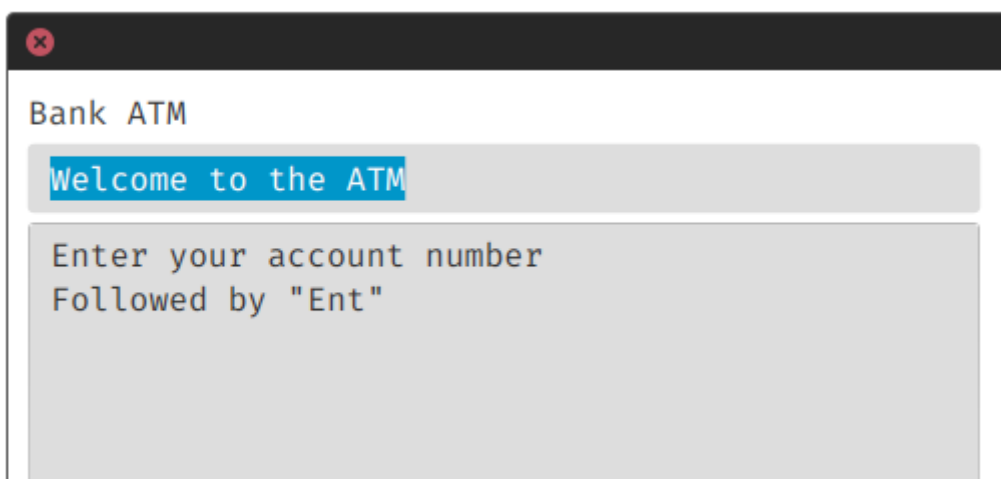 Bank ATM
Welcome to the ATM
Enter your account number
Followed by "Ent"